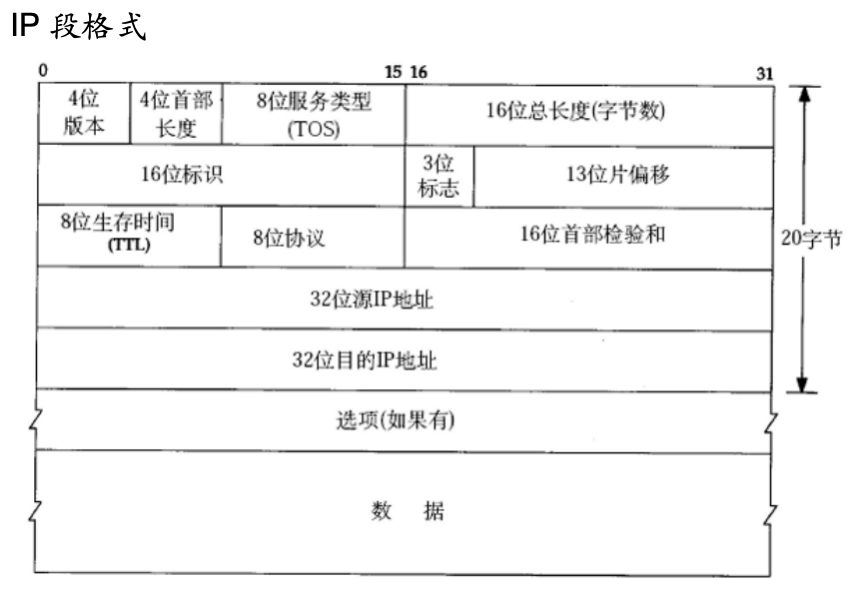 IP 段格式
0 15 16 31
4位
版本
4位首部
长度
8位服务类型
(TOS)
16位总长度(字节数)
16位标识
3位
标志
13位片偏移
8位生存时间
(TTL)
8位协议
16位首部检验和
20字节
32位源IP地址
32位目的IP地址
选项(如果有)
数 据